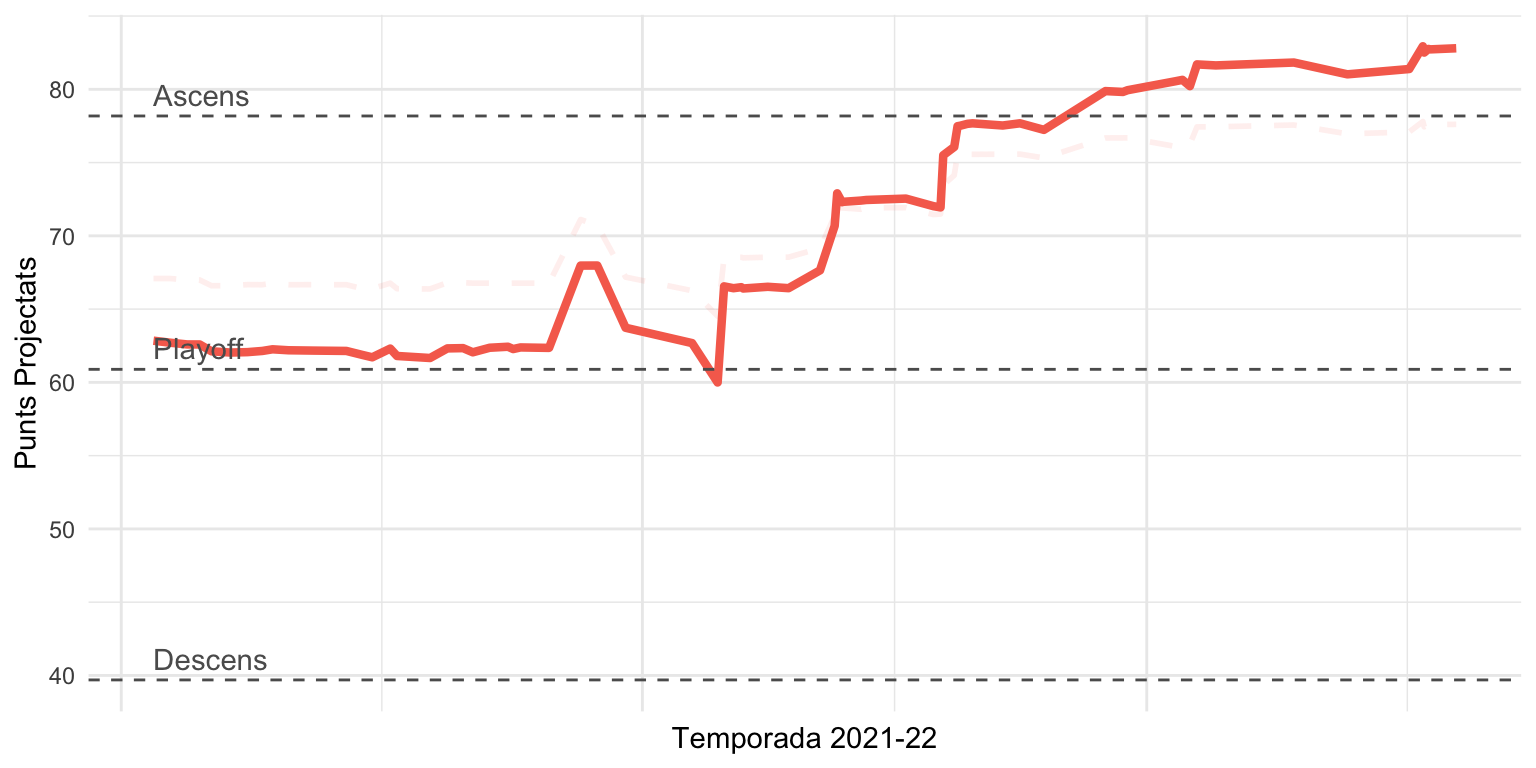 80
Ascens
70
Playoff
60
50
Descens
40
Punts Projectats
Temporada 2021-22